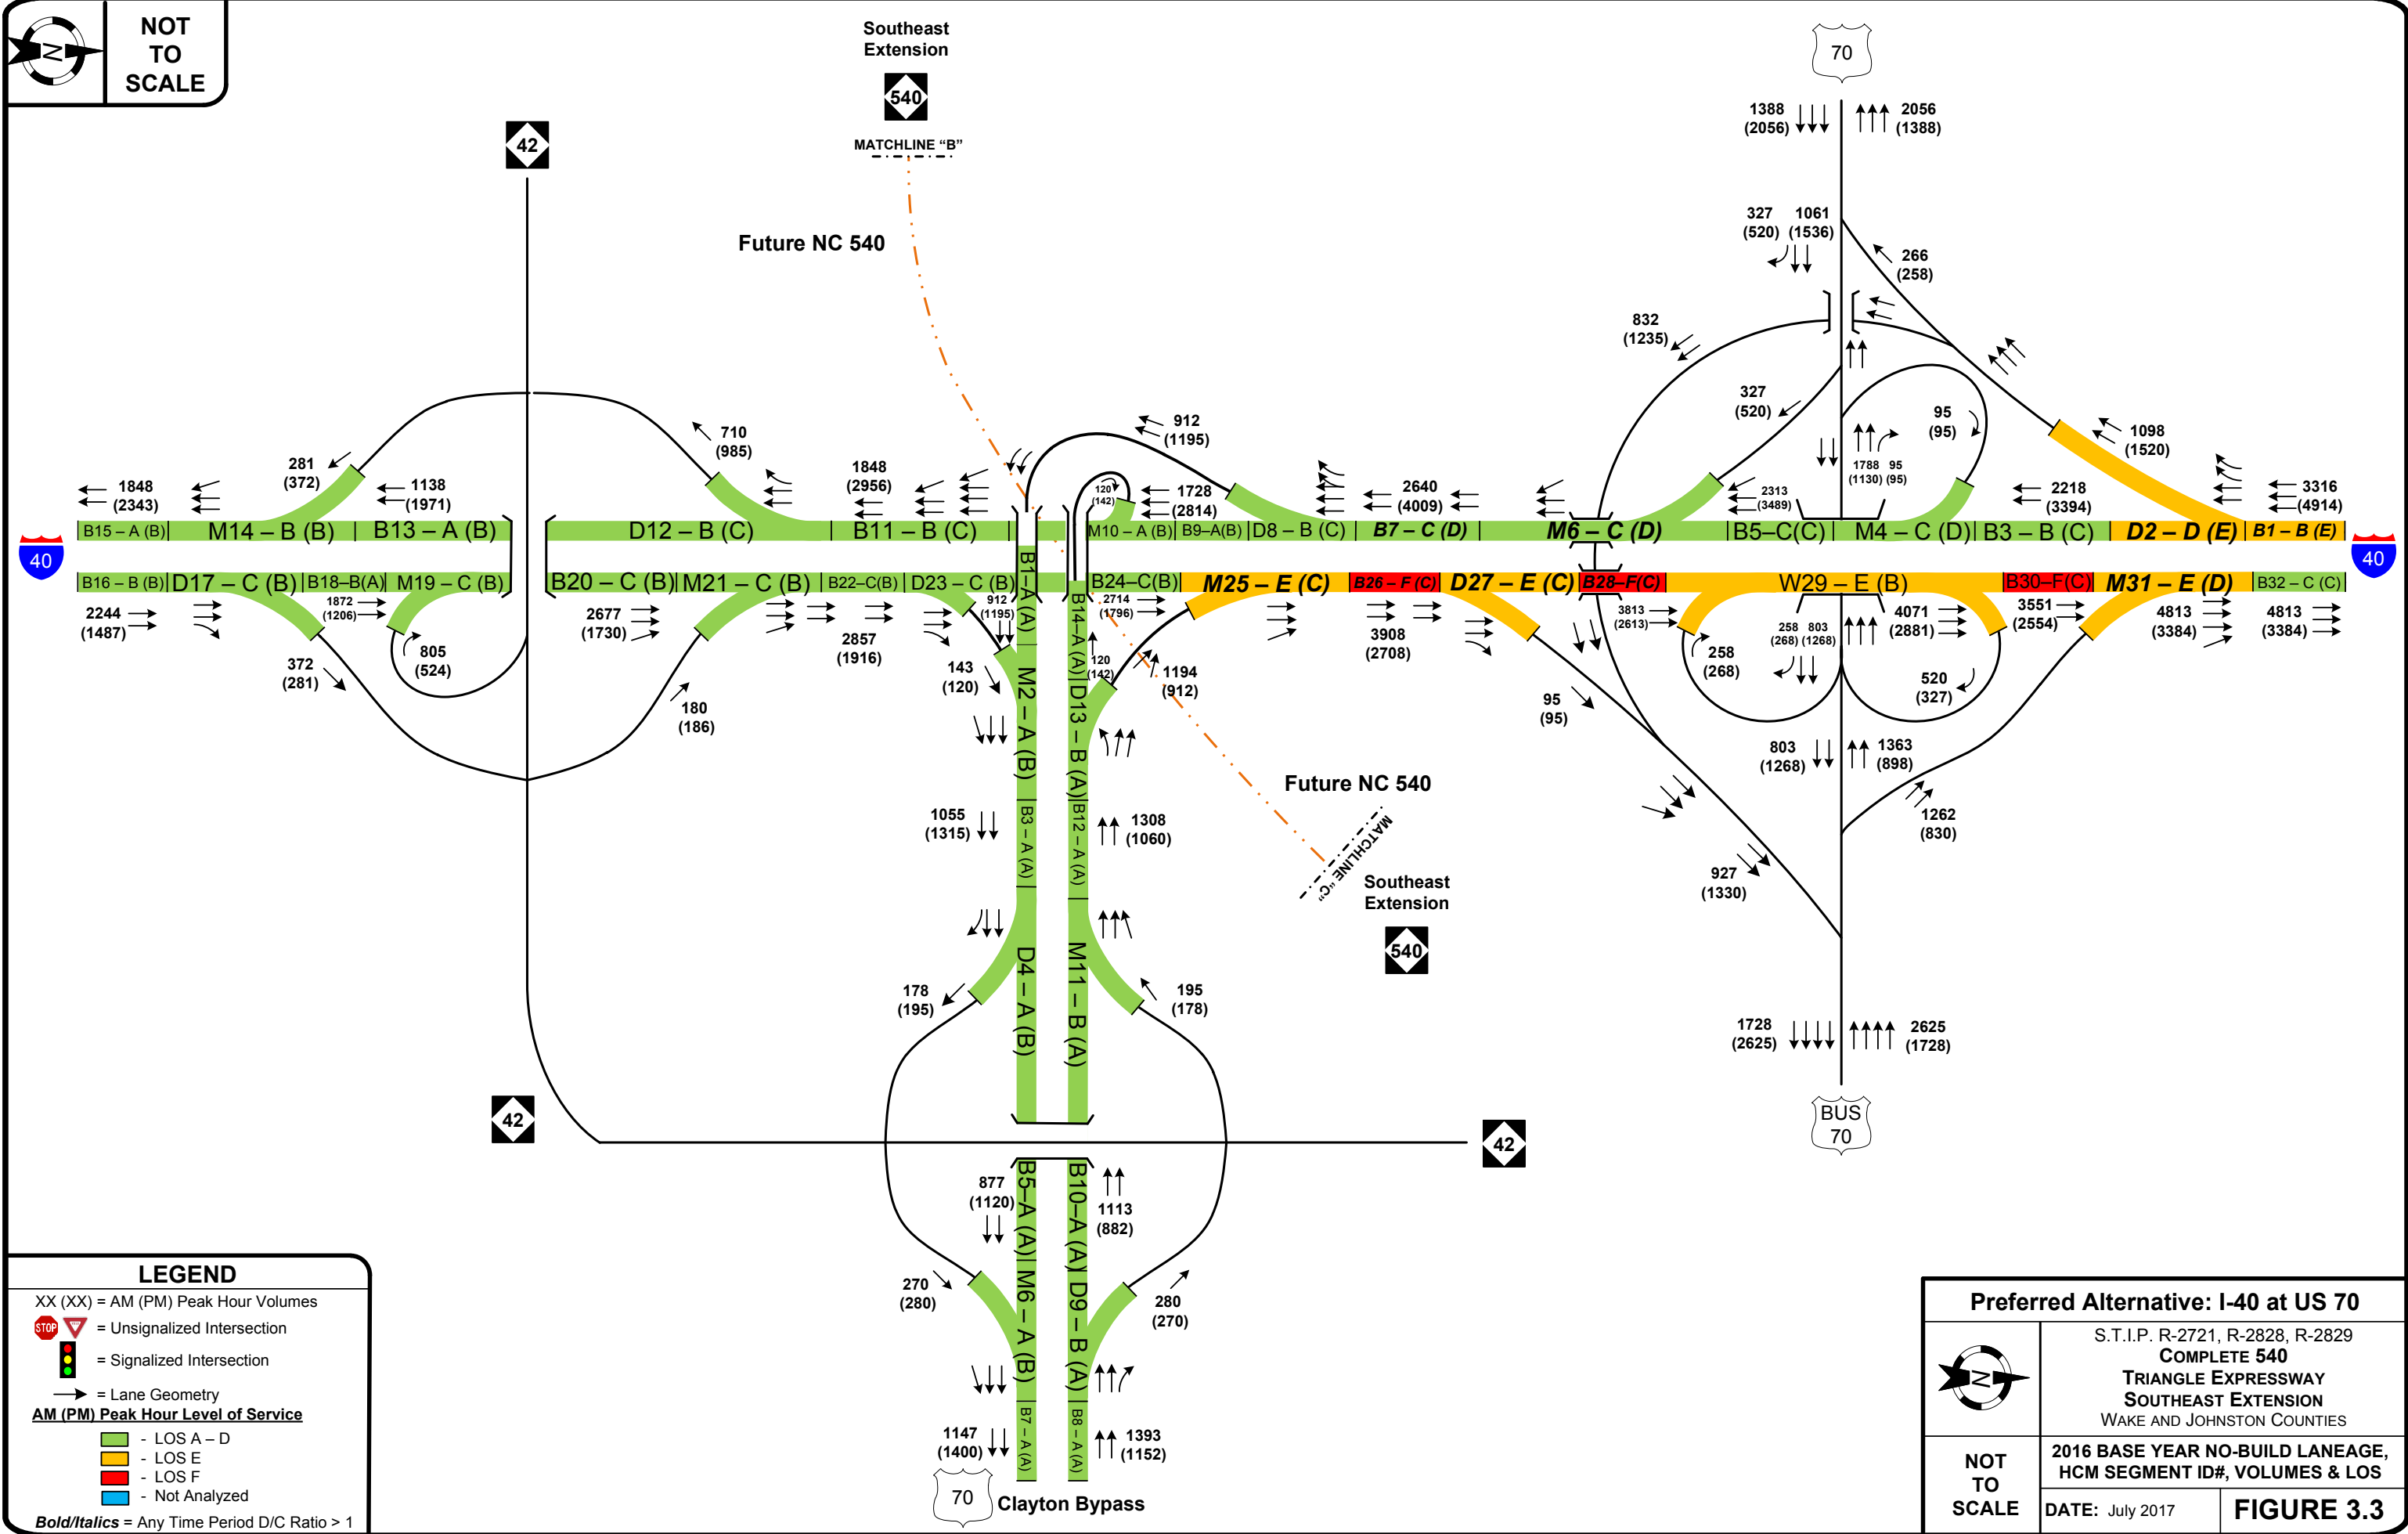 NOT
TO
SCALE
N
Southeast
Extension
540
MATCHLINE “B”
42
70
Future NC 540
1388
(2056)
2056
(1388)
327
(520)
1061
(1536)
266
(258)
832
(1235)
327
(520)
95
(95)
1098
(1520)
912
(1195)
710
(985)
281
(372)
1848
(2343)
1138
(1971)
1848
(2956)
120
(142)
1728
(2814)
2640
(4009)
2313
(3489)
1788
(1130)
95
(95)
2218
(3394)
3316
(4914)
40
B15 – A (B)
M14 – B (B)
B13 – A (B)
D12 – B (C)
B11 – B (C)
M10 – A (B)
B9–A(B)
D8 – B (C)
B7 – C (D)
M6 – C (D)
B5–C(C)
M4 – C (D)
B3 – B (C)
D2 – D (E)
B1 – B (E)
40
B16 – B (B)
D17 – C (B)
B18–B(A)
M19 – C (B)
B20 – C (B)
M21 – C (B)
B22–C(B)
D23 – C (B)
B24–C(B)
M25 – E (C)
B26 – F (C)
D27 – E (C)
B28–F(C)
W29 – E (B)
B30–F(C)
M31 – E (D)
B32 – C (C)
2244
(1487)
1872
(1206)
2677
(1730)
2857
(1916)
912
(1195)
2714
(1796)
3908
(2708)
3813
(2613)
258
(268)
803
(1268)
4071
(2881)
3551
(2554)
4813
(3384)
4813
(3384)
372
(281)
805
(524)
180
(186)
143
(120)
120
(142)
1194
(912)
95
(95)
258
(268)
520
(327)
B1 – A (A)
M2 – A (B)
B3 – A (A)
D4 – A (B)
B14–A (A)
D13 – B (A)
B12 – A (A)
M11 – B (A)
803
(1268)
1363
(898)
1262
(830)
1055
(1315)
1308
(1060)
Future NC 540
MATCHLINE “C”
Southeast
Extension
540
927
(1330)
178
(195)
195
(178)
1728
(2625)
2625
(1728)
42
42
BUS
70
877
(1120)
B5–A (A)
M6 – A (B)
B7 – A (A)
B10–A (A)
D9 – B (A)
B8 – A (A)
1113
(882)
270
(280)
280
(270)
1147
(1400)
1393
(1152)
70
Clayton Bypass
LEGEND
XX (XX) = AM (PM) Peak Hour Volumes
STOP = Unsignalized Intersection
= Signalized Intersection
= Lane Geometry
AM (PM) Peak Hour Level of Service
- LOS A – D
- LOS E
- LOS F
- Not Analyzed
Bold/Italics = Any Time Period D/C Ratio > 1
Preferred Alternative: I-40 at US 70
N
S.T.I.P. R-2721, R-2828, R-2829
COMPLETE 540
TRIANGLE EXPRESSWAY
SOUTHEAST EXTENSION
WAKE AND JOHNSTON COUNTIES
NOT
TO
SCALE
2016 BASE YEAR NO-BUILD LANEAGE,
HCM SEGMENT ID#, VOLUMES & LOS
DATE: July 2017
FIGURE 3.3